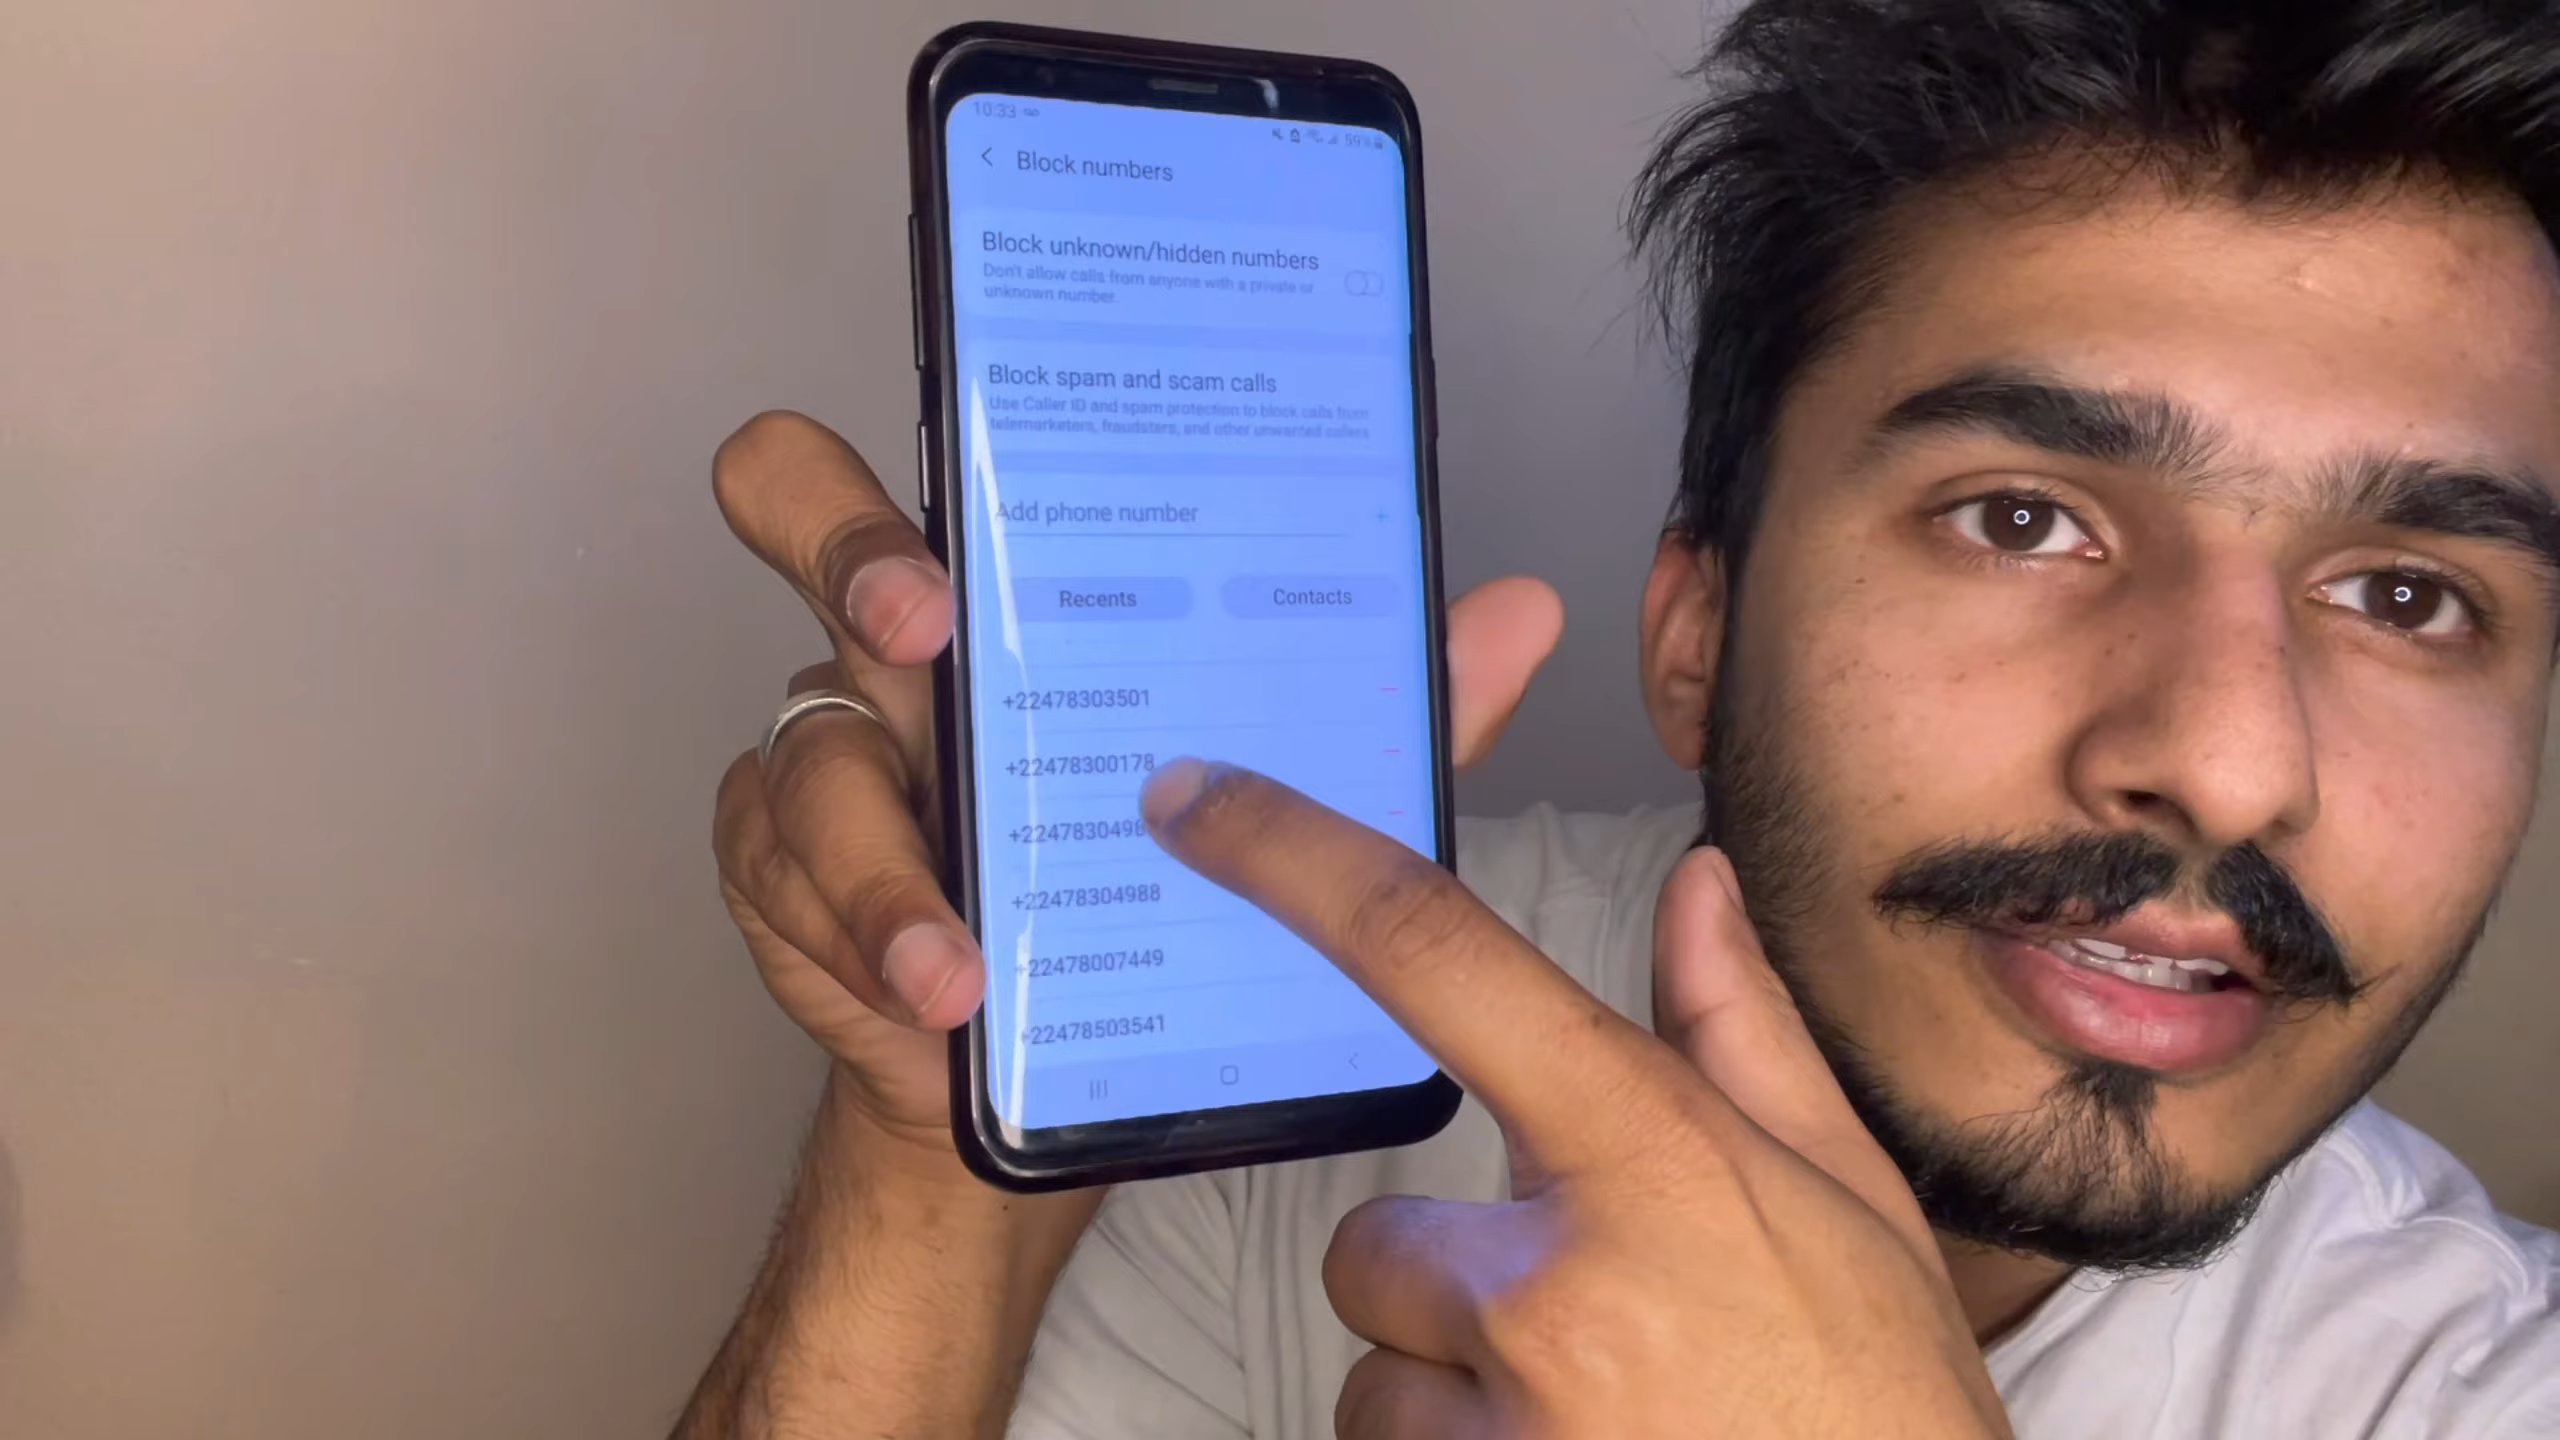 10:33
59%
Block numbers
Block unknown/hidden numbers
Don't allow calls from anyone with a private or
unknown number.
Block spam and scam calls
Use Caller ID and spam protection to block calls from
telemarketers, fraudsters, and other unwanted callers.
Add phone number
Recents Contacts
+22478303501
+22478300178
+2247830498
+22478304988
+22478007449
+22478503541